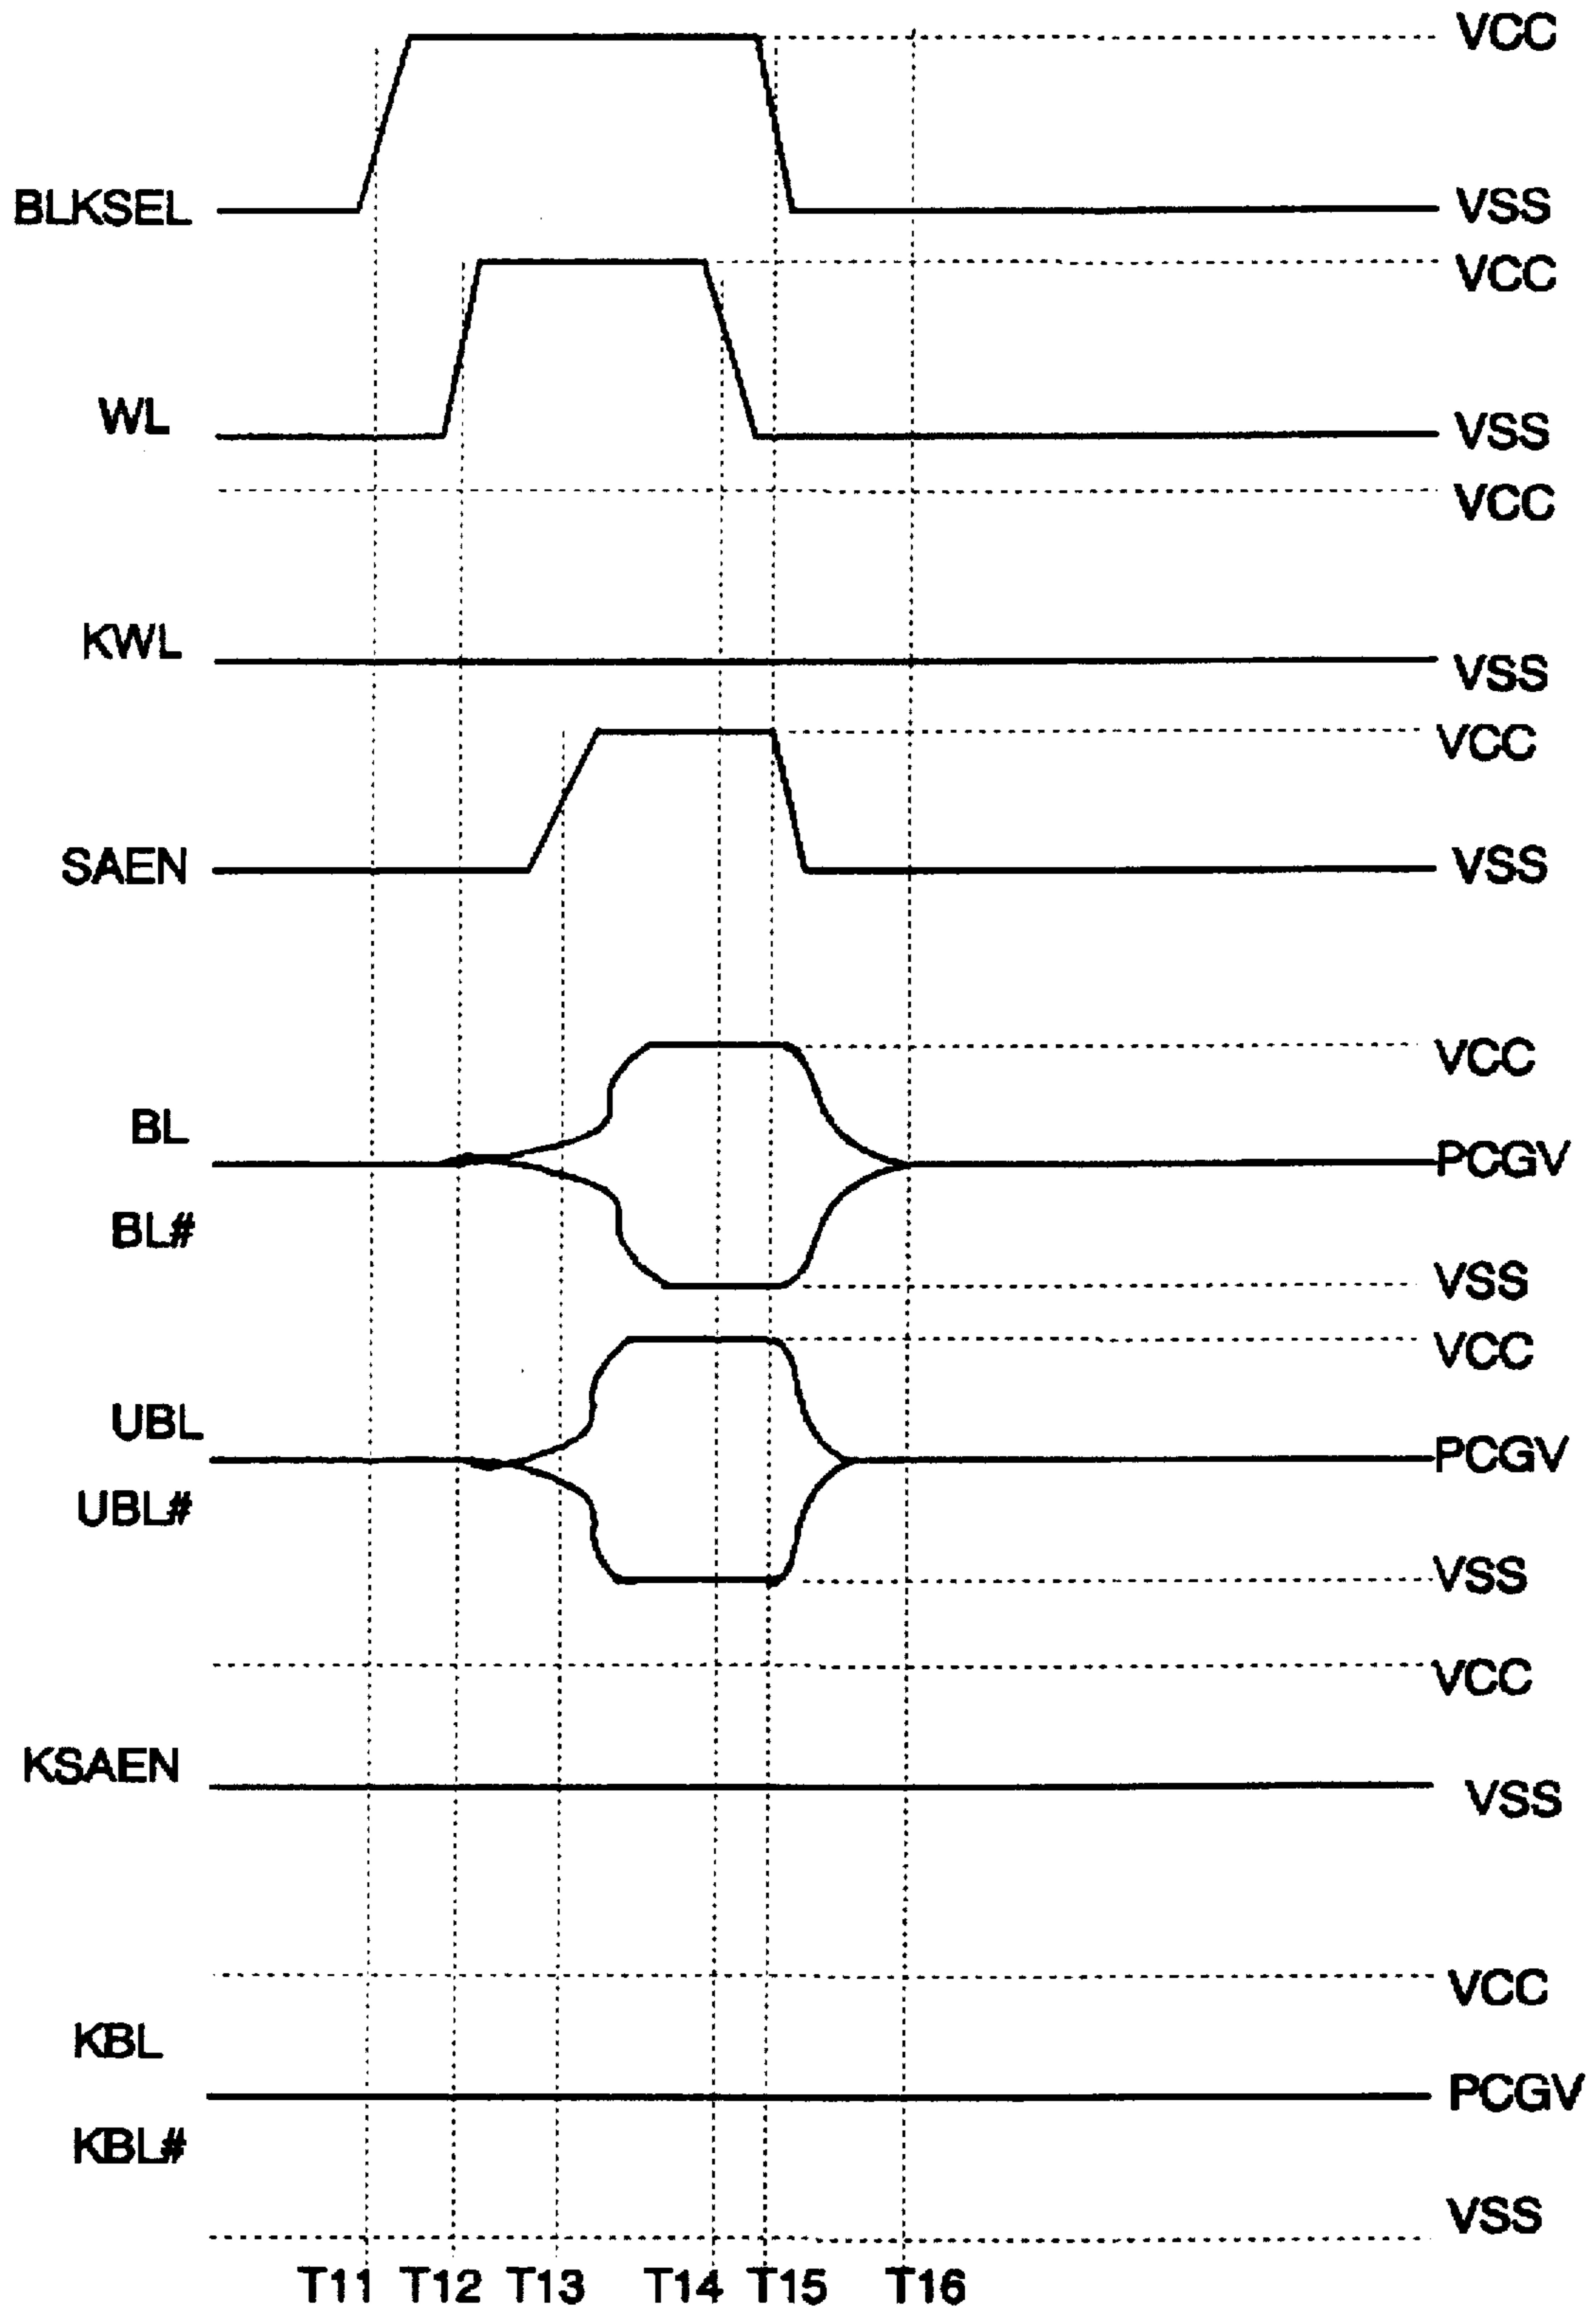 VCC
BLKSEL VSS
VCC
WL VSS
VCC
KWL VSS
VCC
SAEN VSS
VCC
BL
PCGV
BL#
VSS
VCC
UBL
PCGV
UBL#
VSS
VCC
KSAEN VSS
VCC
KBL
PCGV
KBL#
VSS
T11 T12 T13 T14 T15 T16